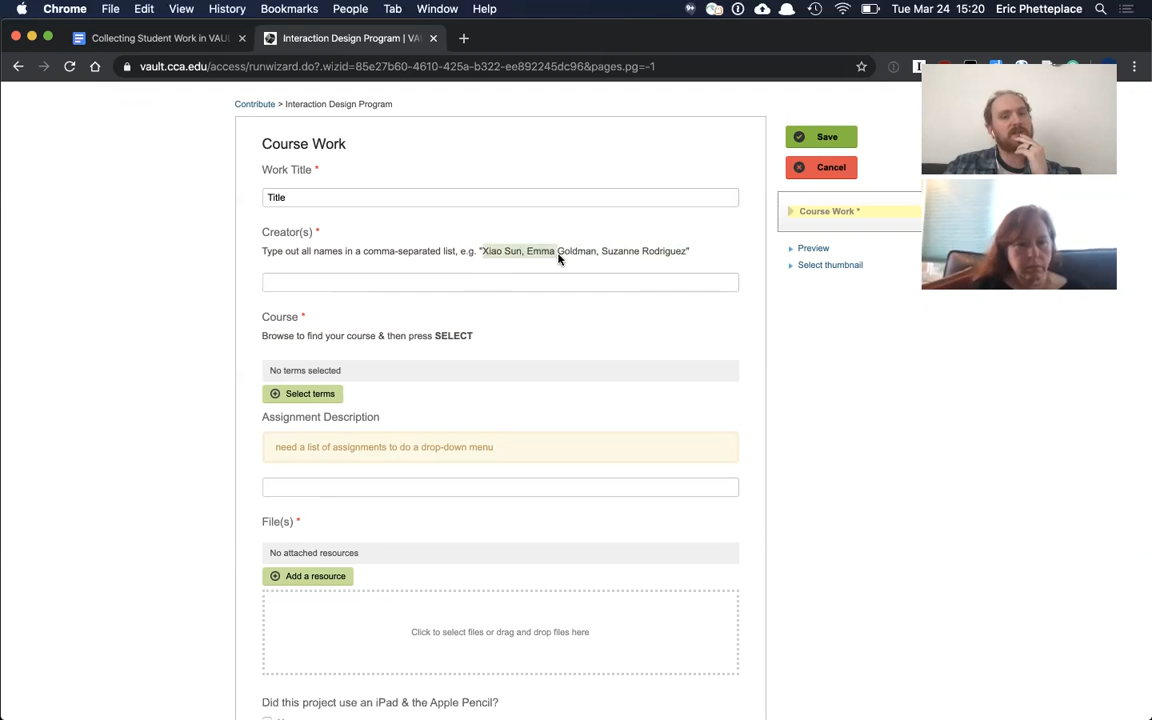 Chrome File Edit View History Bookmarks People Tab Window Help Tue Mar 24 15:20 Eric Phetteplace
Collecting Student Work in VAUL × Interaction Design Program | VA × +
vault.cca.edu/access/runwizard.do?.wizid=85e27b60-4610-425a-b322-ee892245dc96&pages.pg=-1
Contribute > Interaction Design Program
Course Work
Save
Work Title *
Cancel
Title
Course Work *
Creator(s) *
Type out all names in a comma-separated list, e.g. "Xiao Sun, Emma Goldman, Suzanne Rodriguez"
Preview
Select thumbnail
Course *
Browse to find your course & then press SELECT
No terms selected
Select terms
Assignment Description
need a list of assignments to do a drop-down menu
File(s) *
No attached resources
Add a resource
Click to select files or drag and drop files here
Did this project use an iPad & the Apple Pencil?